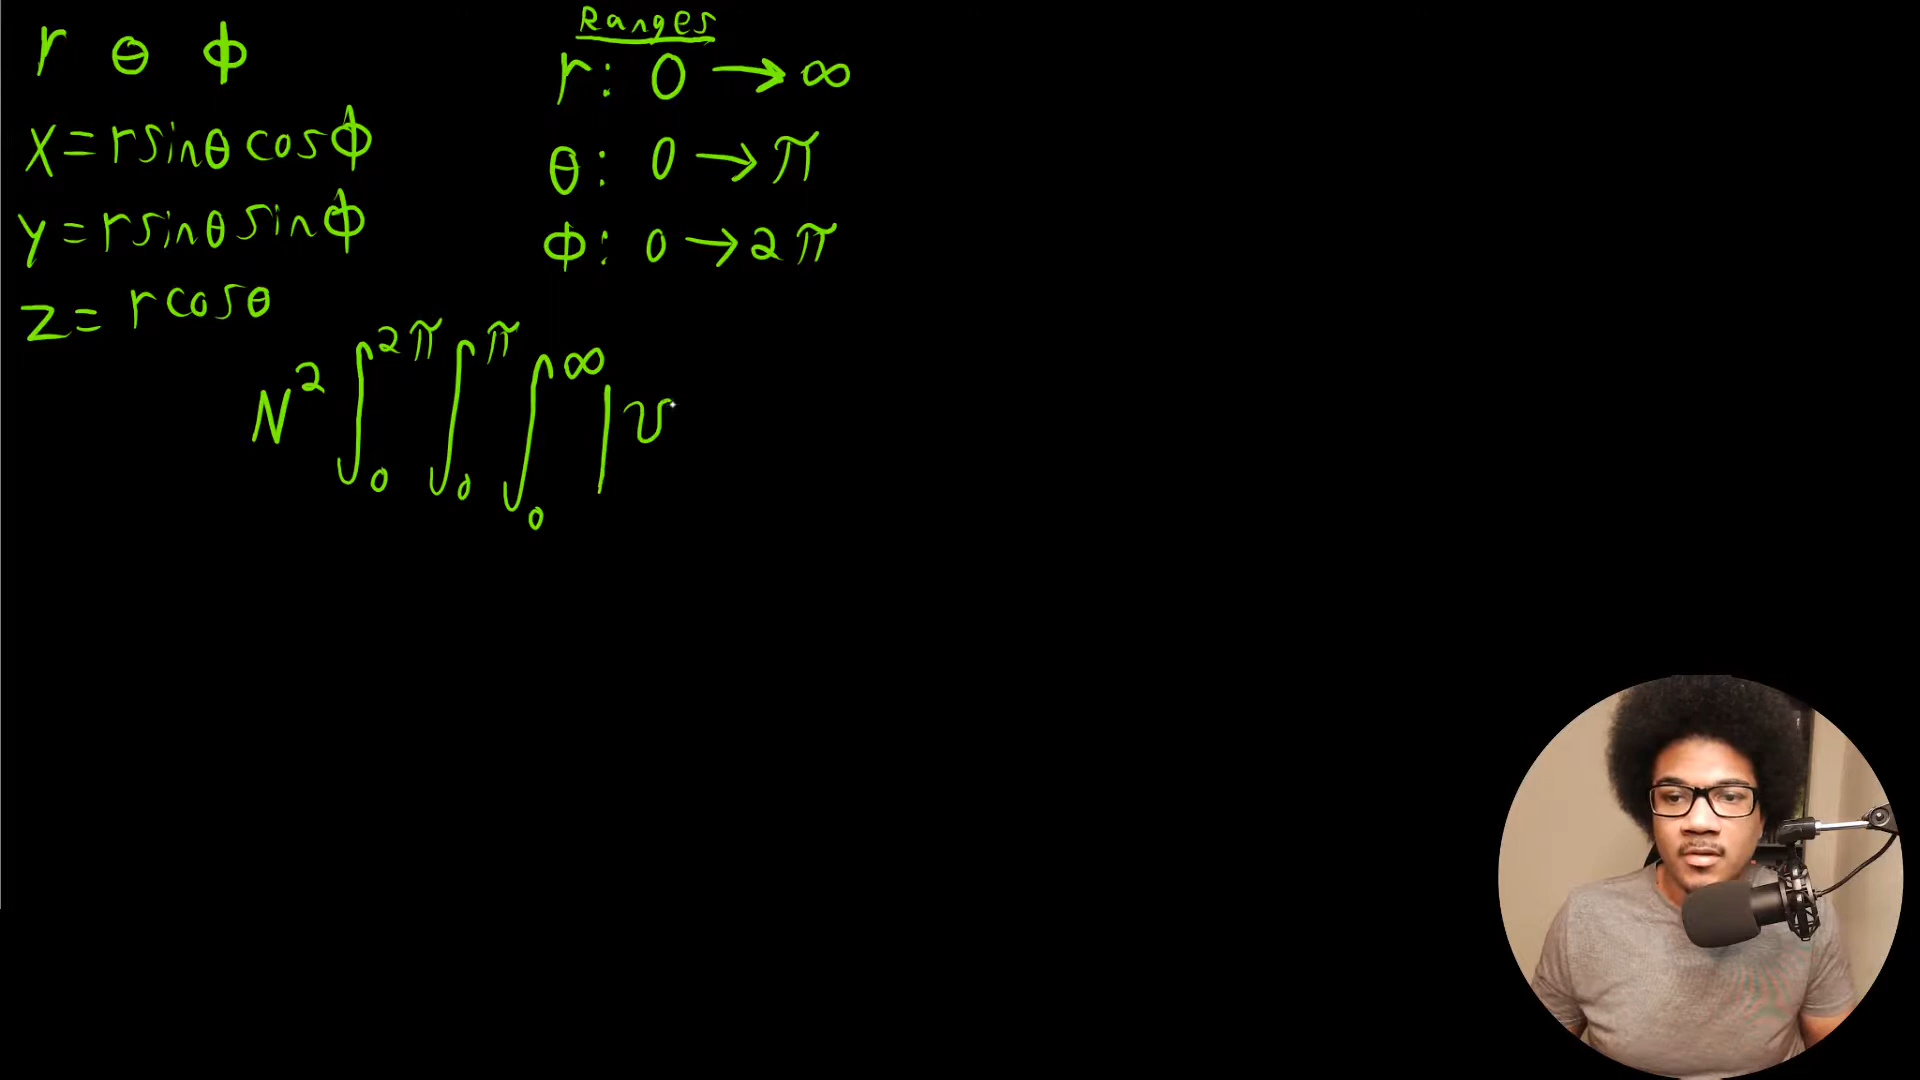 r θ ϕ
x = r sinθ cosϕ
y = r sinθ sinϕ
z = r cosθ
Ranges
r: 0 → ∞
θ: 0 → π
ϕ: 0 → 2π
N² ∫₀^2π ∫₀^π ∫₀^∞ |